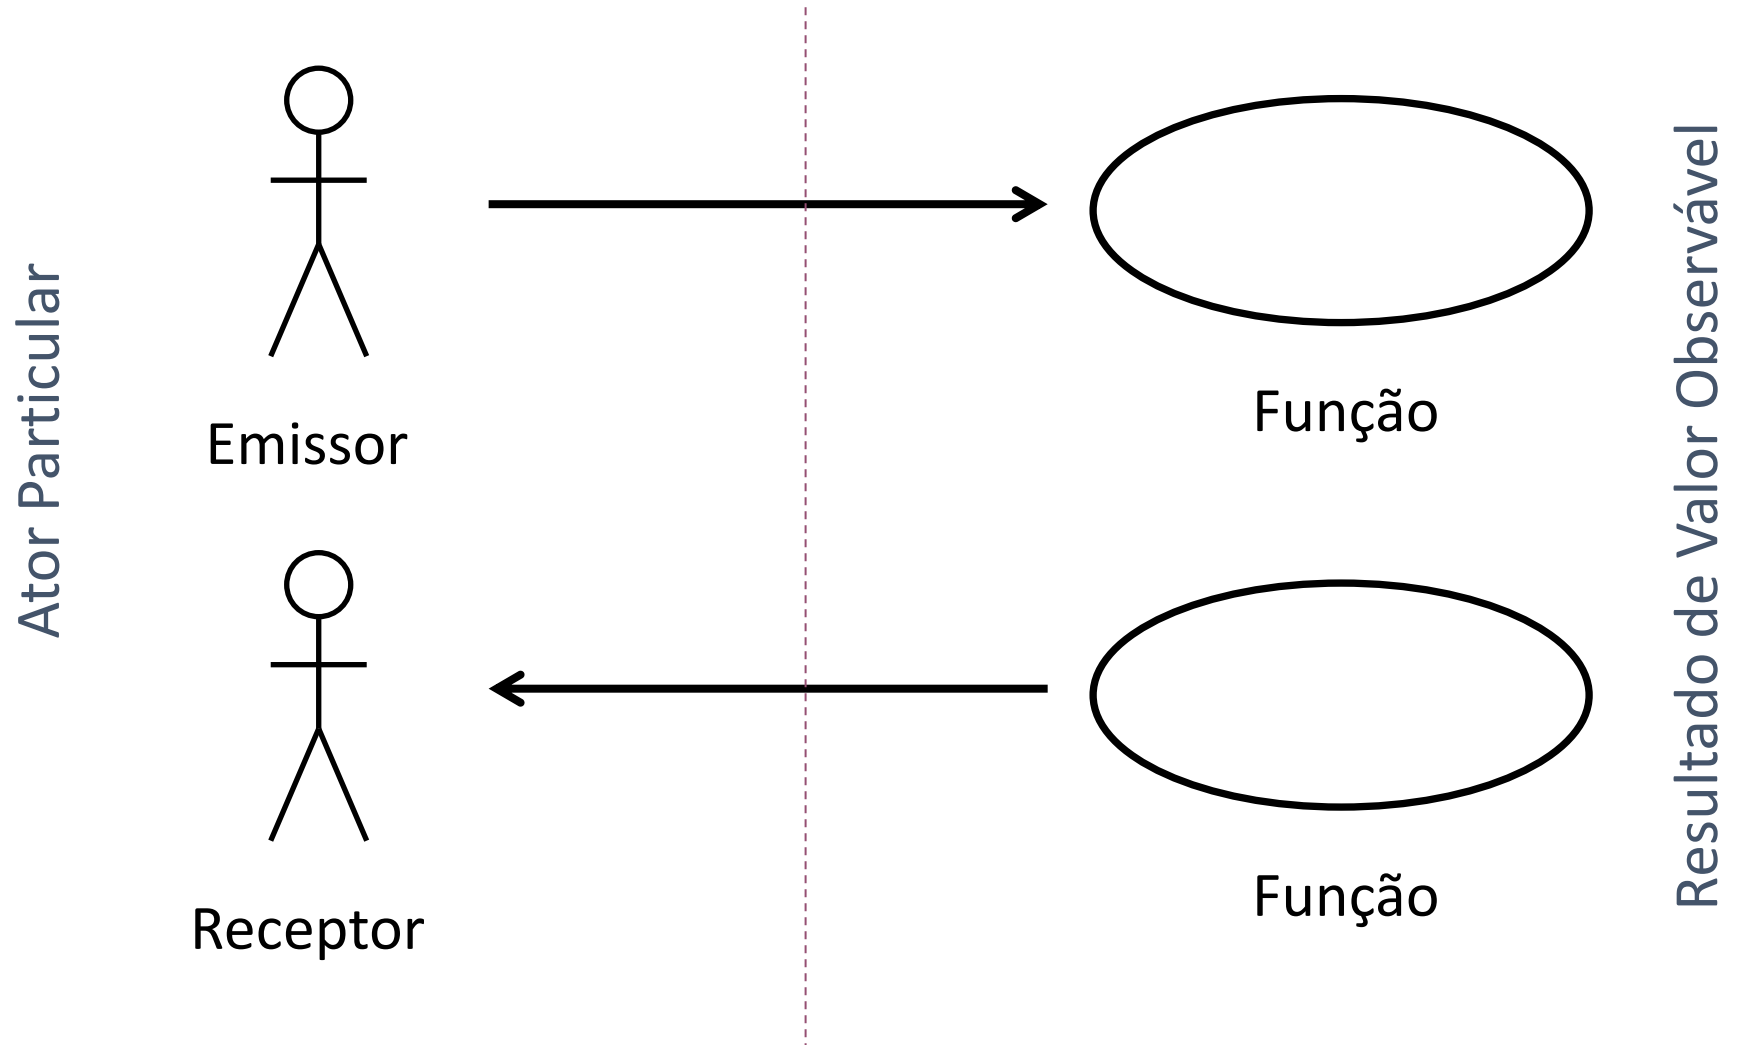 Ator Particular
Emissor
Função
Receptor
Função
Resultado de Valor Observável